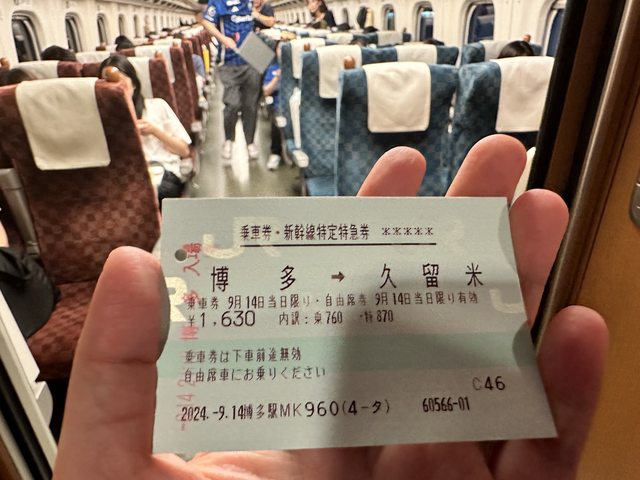 乗車券・新幹線特定特急券 *****
博多 → 久留米
乗車券 9月14日当日限り・自由席券 9月14日当日限り有効
¥1,630 内訳:乗760・特870
乗車券は下車前途無効
自由席車にお乗りください
C46
2024.-9.14博多駅MK960(4-タ) 60566-01
入場